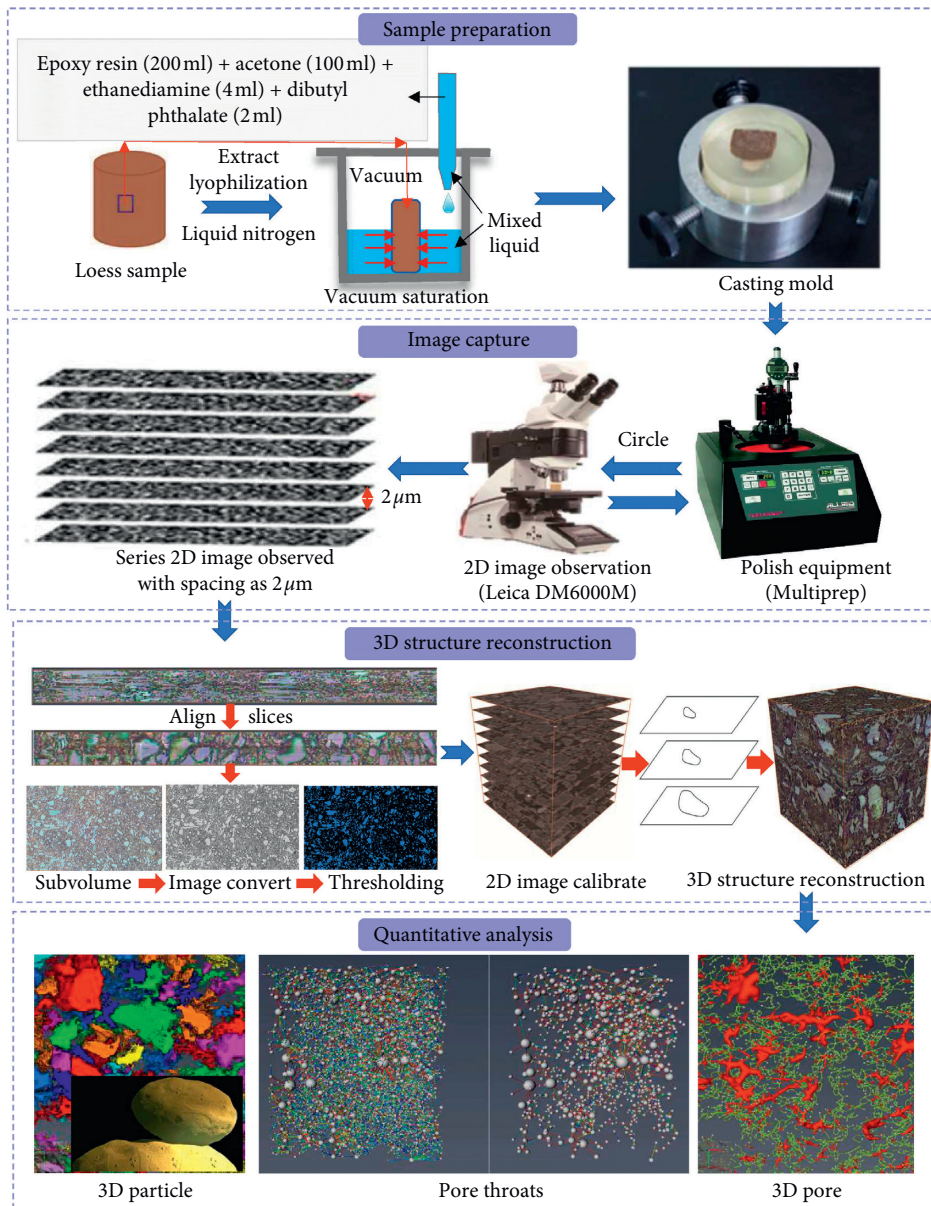 Sample preparation
Epoxy resin (200 ml) + acetone (100 ml) +
ethanediamine (4 ml) + dibutyl
phthalate (2 ml)
Extract
lyophilization
Liquid nitrogen
Loess sample
Vacuum
Mixed
liquid
Vacuum saturation
Casting mold
Image capture
Circle
2 μm
Series 2D image observed
with spacing as 2 μm
2D image observation
(Leica DM6000M)
Polish equipment
(Multiprep)
3D structure reconstruction
Align slices
Subvolume
Image convert
Thresholding
2D image calibrate
3D structure reconstruction
Quantitative analysis
3D particle
Pore throats
3D pore